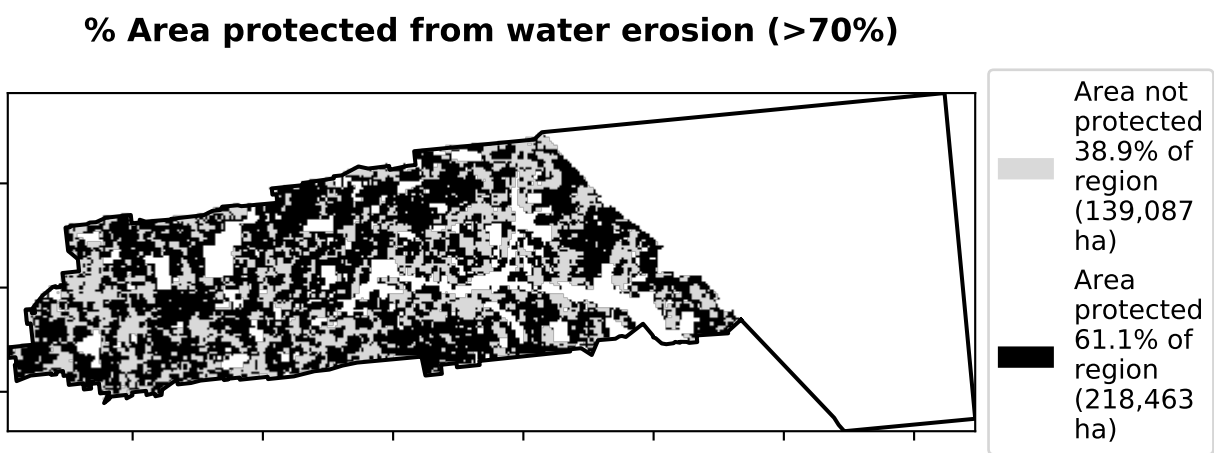 % Area protected from water erosion (>70%)
Area not
protected
38.9% of
region
(139,087
ha)
Area
protected
61.1% of
region
(218,463
ha)